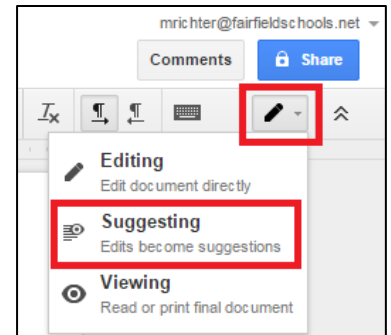 mrichter@fairfieldschools.net
Comments Share
Editing
Edit document directly
Suggesting
Edits become suggestions
Viewing
Read or print final document